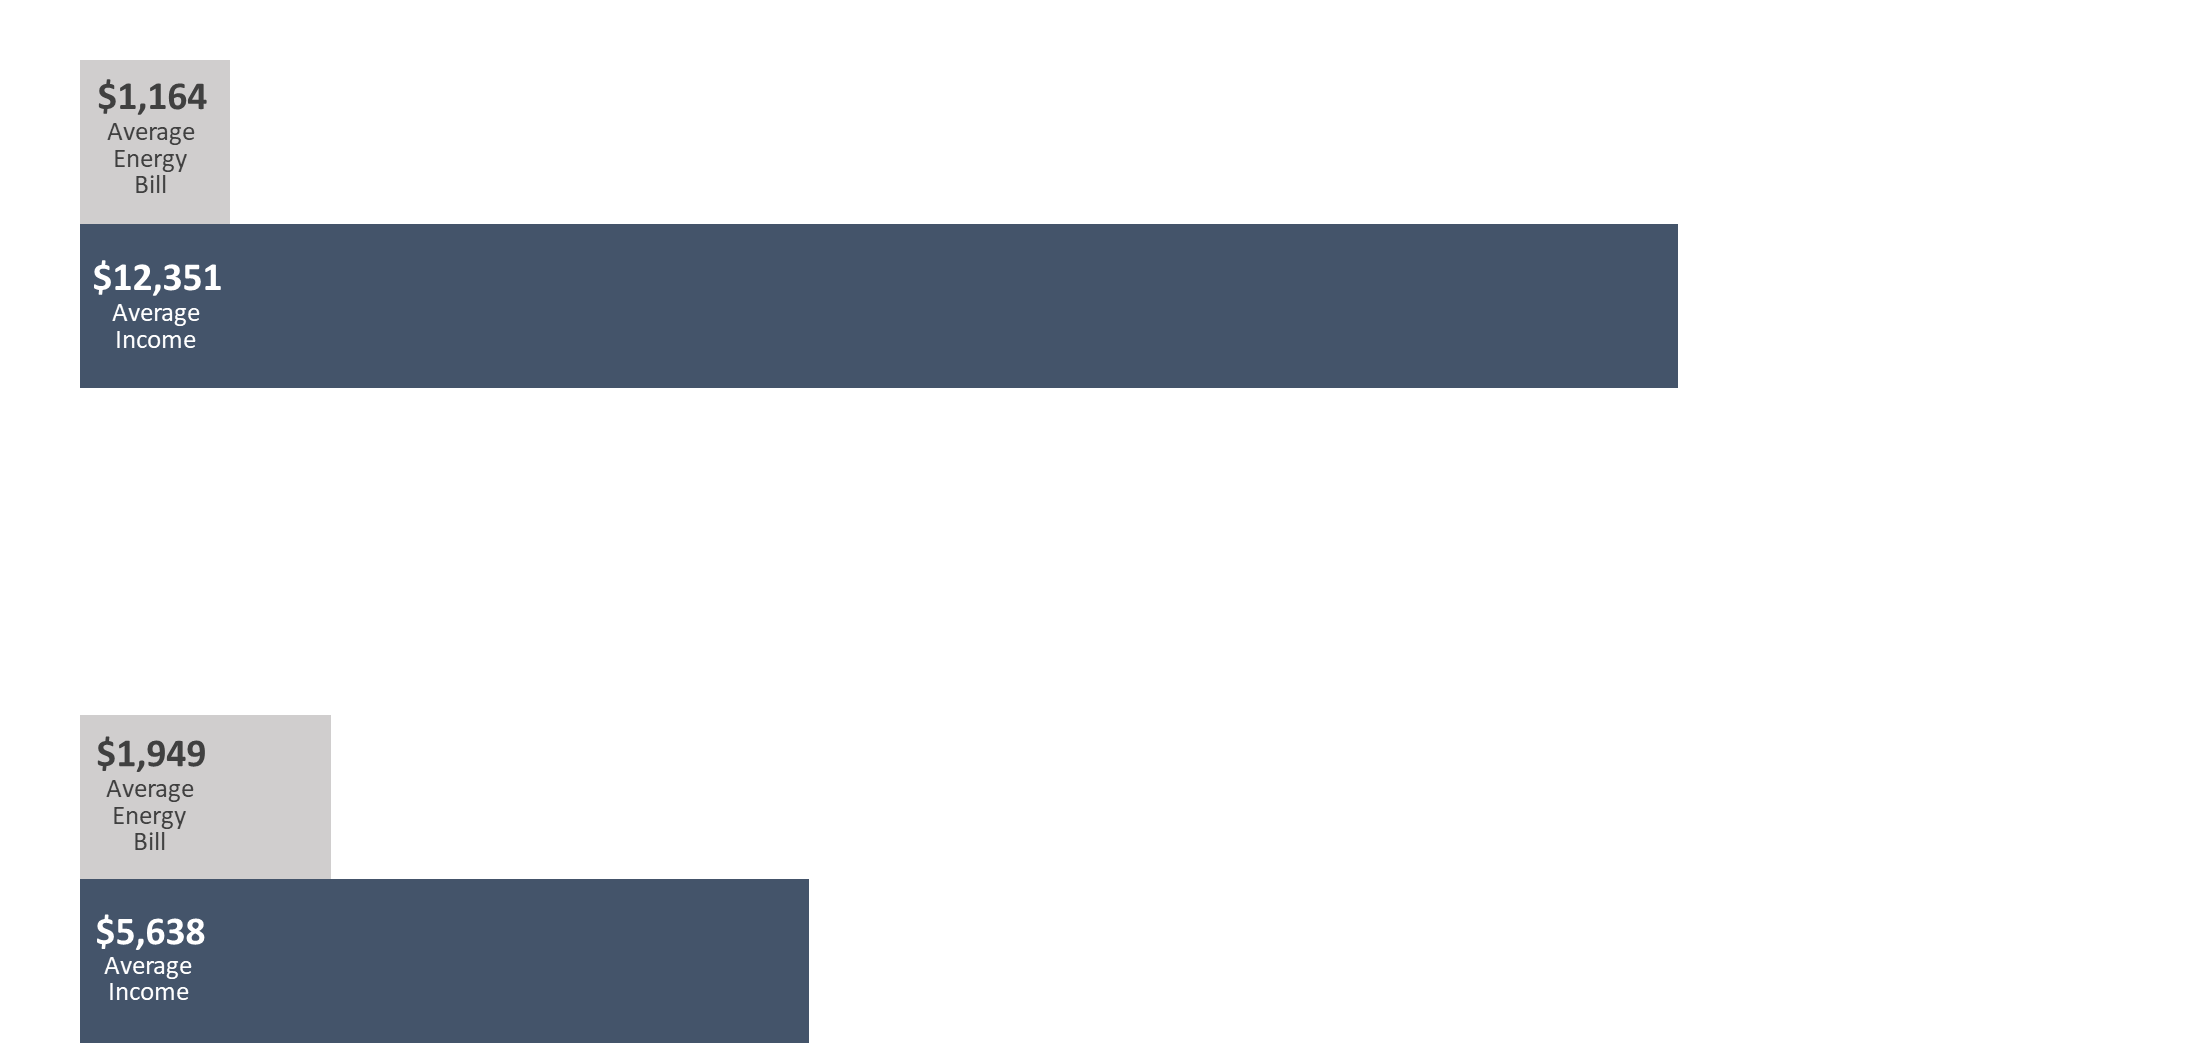 $1,164
Average
Energy
Bill
$12,351
Average
Income
$1,949
Average
Energy
Bill
$5,638
Average
Income